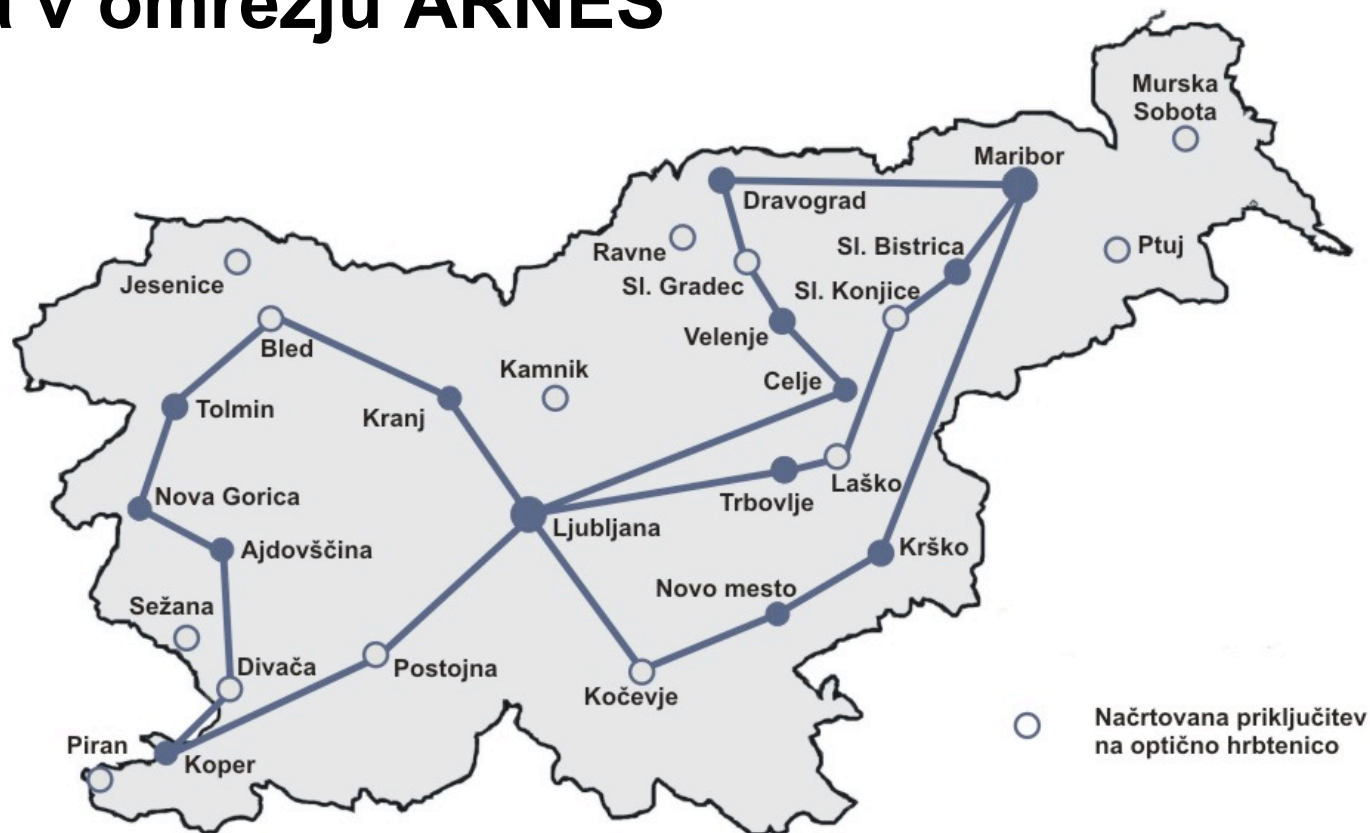 v omrežju ARNES
Murska
Sobota
Maribor
Dravograd
Ravne
Sl. Bistrica
Ptuj
Jesenice
Sl. Gradec
Sl. Konjice
Velenje
Bled
Kamnik
Celje
Tolmin
Kranj
Laško
Nova Gorica
Trbovlje
Ljubljana
Ajdovščina
Krško
Novo mesto
Sežana
Divača
Postojna
Kočevje
Načrtovana priključitev
na optično hrbtenico
Piran
Koper